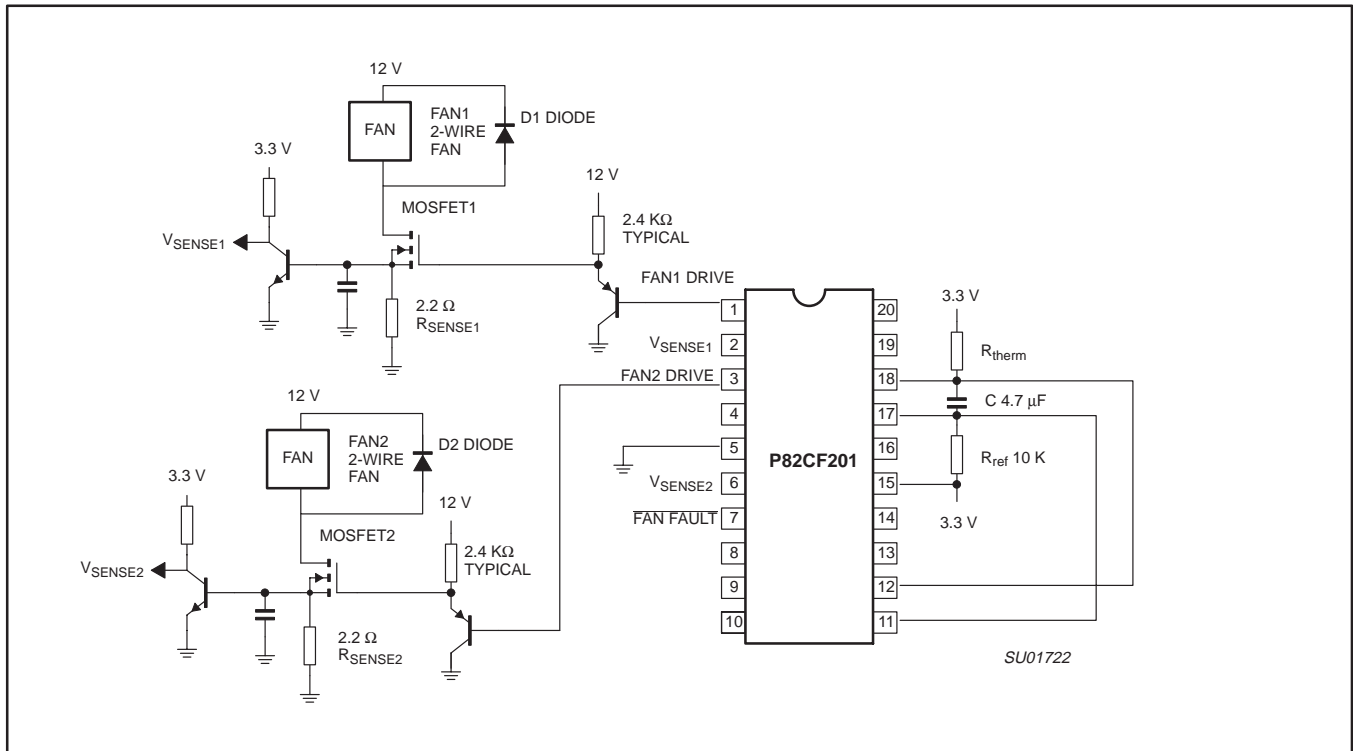 12 V
FAN
FAN1
2-WIRE
FAN
D1 DIODE
3.3 V
12 V
MOSFET1
2.4 KΩ
TYPICAL
VSENSE1
FAN1 DRIVE
2.2 Ω
RSENSE1
12 V
FAN
FAN2
2-WIRE
FAN
D2 DIODE
3.3 V
12 V
MOSFET2
2.4 KΩ
TYPICAL
VSENSE2
2.2 Ω
RSENSE2
VSENSE1
FAN2 DRIVE
VSENSE2
FAN FAULT
1
2
3
4
5
6
7
8
9
10
P82CF201
20
19
18
17
16
15
14
13
12
11
3.3 V
Rtherm
C 4.7 μF
Rref 10 K
3.3 V
SU01722